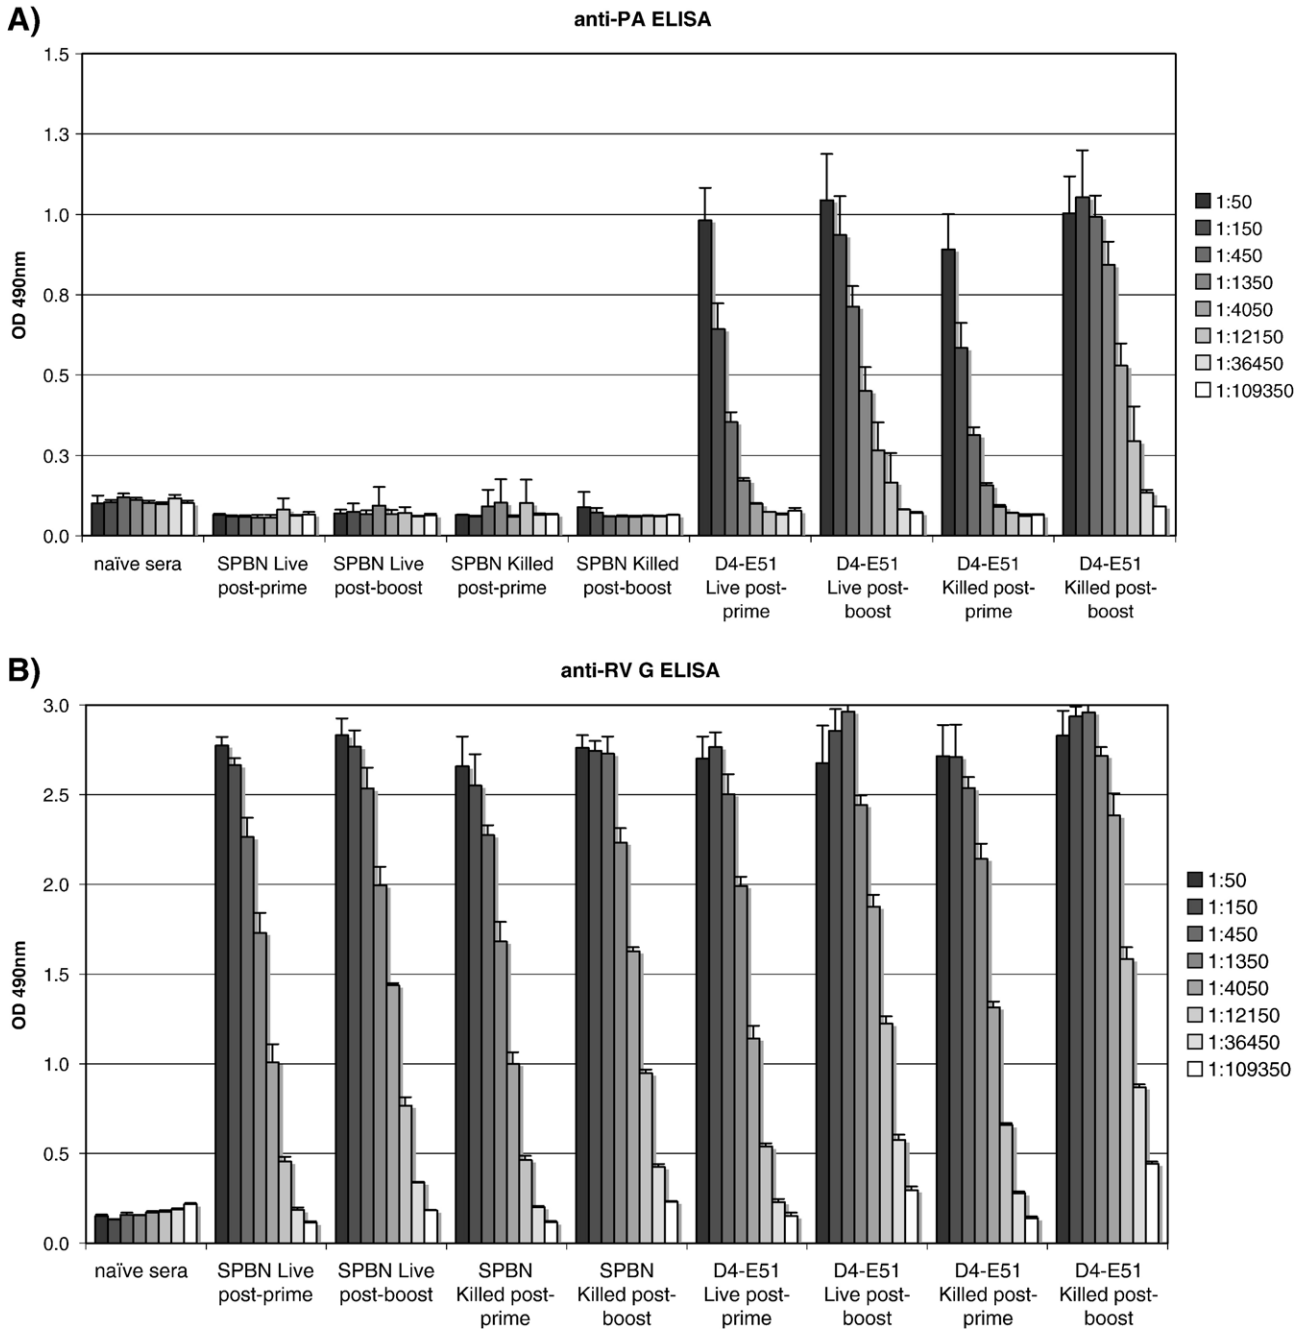 A)
anti-PA ELISA
1.5
1.3
1.0
0.8
0.5
0.3
0.0
OD 490nm
naïve sera
SPBN Live
post-prime
SPBN Live
post-boost
SPBN Killed
post-prime
SPBN Killed
post-boost
D4-E51
Live post-
prime
D4-E51
Live post-
boost
D4-E51
Killed post-
prime
D4-E51
Killed post-
boost
1:50
1:150
1:450
1:1350
1:4050
1:12150
1:36450
1:109350
B)
anti-RV G ELISA
3.0
2.5
2.0
1.5
1.0
0.5
0.0
OD 490nm
naïve sera
SPBN Live
post-prime
SPBN Live
post-boost
SPBN
Killed post-
prime
SPBN
Killed post-
boost
D4-E51
Live post-
prime
D4-E51
Live post-
boost
D4-E51
Killed post-
prime
D4-E51
Killed post-
boost
1:50
1:150
1:450
1:1350
1:4050
1:12150
1:36450
1:109350